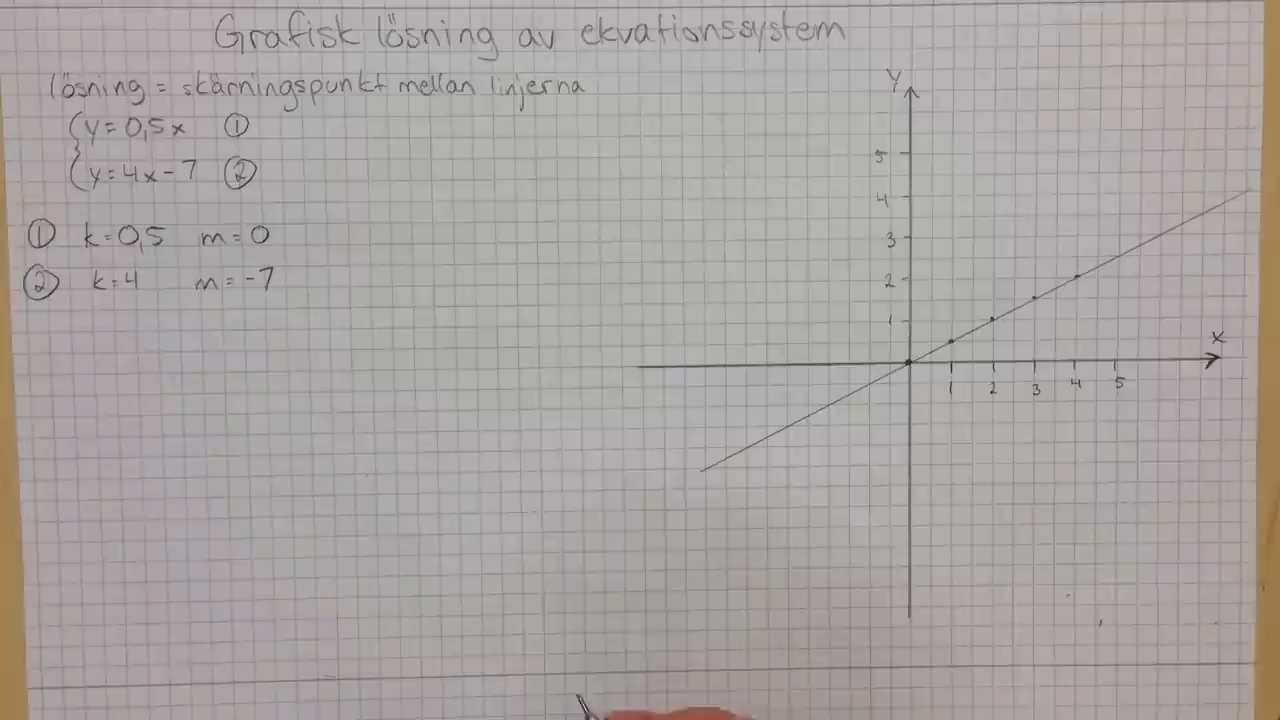 Grafisk lösning av ekvationssystem
lösning = skärningspunkt mellan linjerna
y = 0,5x ①
y = 4x - 7 ②
① k = 0,5 m = 0
② k = 4 m = -7
y
5
4
3
2
1
x
1 2 3 4 5